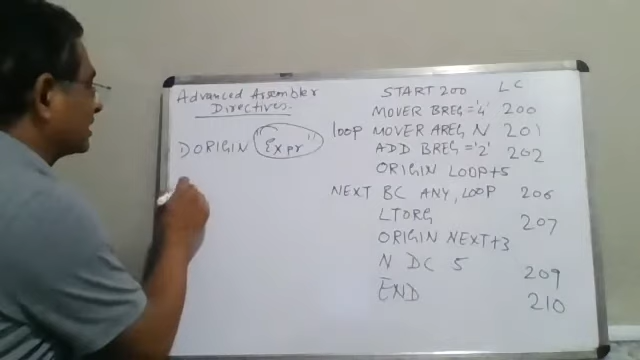 Advanced Assembler
Directives.
1) ORIGIN "Expr"
START 200 LC
MOVER BREG ='4' 200
loop MOVER AREG, N 201
ADD BREG ='2' 202
ORIGIN LOOP+5
NEXT BC ANY, LOOP 206
LTORG 207
ORIGIN NEXT+3
N DC 5 209
END 210